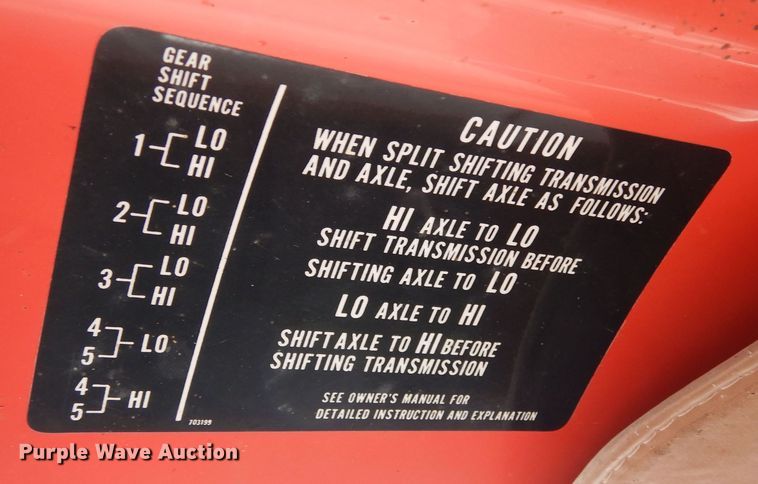 GEAR
SHIFT
SEQUENCE
1 LO
HI
2 LO
HI
3 LO
HI
4
5 LO
4
5 HI
CAUTION
WHEN SPLIT SHIFTING TRANSMISSION
AND AXLE, SHIFT AXLE AS FOLLOWS:
HI AXLE TO LO
SHIFT TRANSMISSION BEFORE
SHIFTING AXLE TO LO
LO AXLE TO HI
SHIFT AXLE TO HI BEFORE
SHIFTING TRANSMISSION
SEE OWNER'S MANUAL FOR
DETAILED INSTRUCTION AND EXPLANATION
703199
Purple Wave Auction